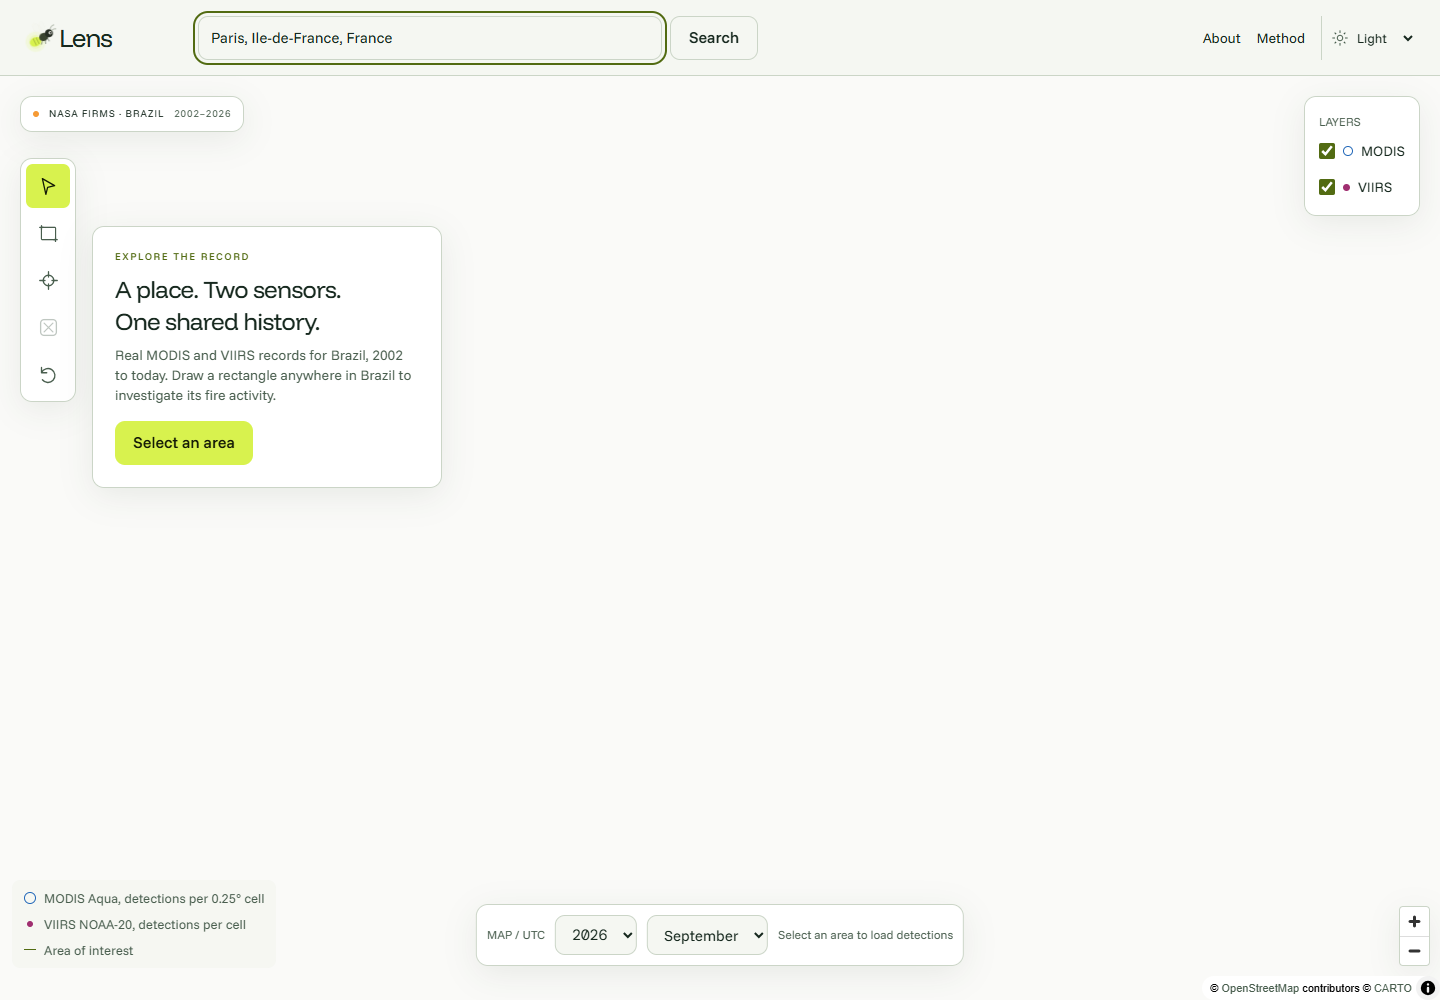 Lens
Paris, Ile-de-France, France
Search
About
Method
Light
NASA FIRMS · BRAZIL 2002–2026
LAYERS
MODIS
VIIRS
EXPLORE THE RECORD
A place. Two sensors.
One shared history.
Real MODIS and VIIRS records for Brazil, 2002
to today. Draw a rectangle anywhere in Brazil to
investigate its fire activity.
Select an area
MODIS Aqua, detections per 0.25° cell
VIIRS NOAA-20, detections per cell
Area of interest
MAP / UTC 2026 September Select an area to load detections
© OpenStreetMap contributors © CARTO